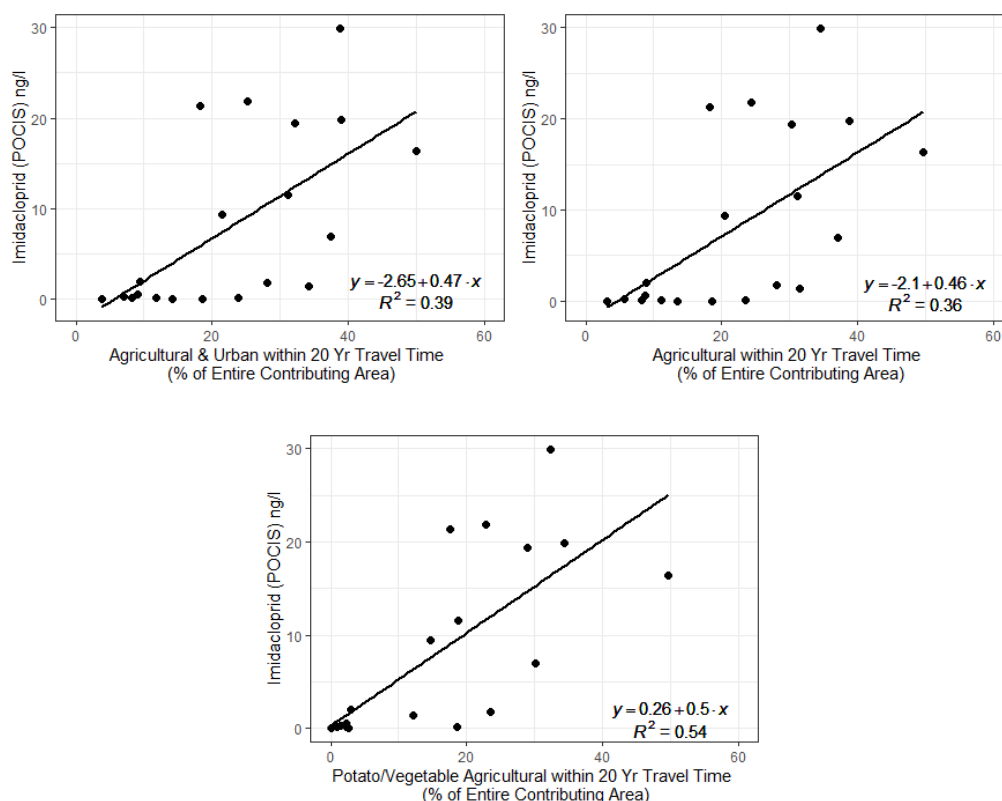 Imidacloprid (POCIS) ng/l
30
20
10
0
y=-2.65+0.47·x
R²=0.39
0 20 40 60
Agricultural & Urban within 20 Yr Travel Time
(% of Entire Contributing Area)
Imidacloprid (POCIS) ng/l
30
20
10
0
y=-2.1+0.46·x
R²=0.36
0 20 40 60
Agricultural within 20 Yr Travel Time
(% of Entire Contributing Area)
Imidacloprid (POCIS) ng/l
30
20
10
0
y=0.26+0.5·x
R²=0.54
0 20 40 60
Potato/Vegetable Agricultural within 20 Yr Travel Time
(% of Entire Contributing Area)